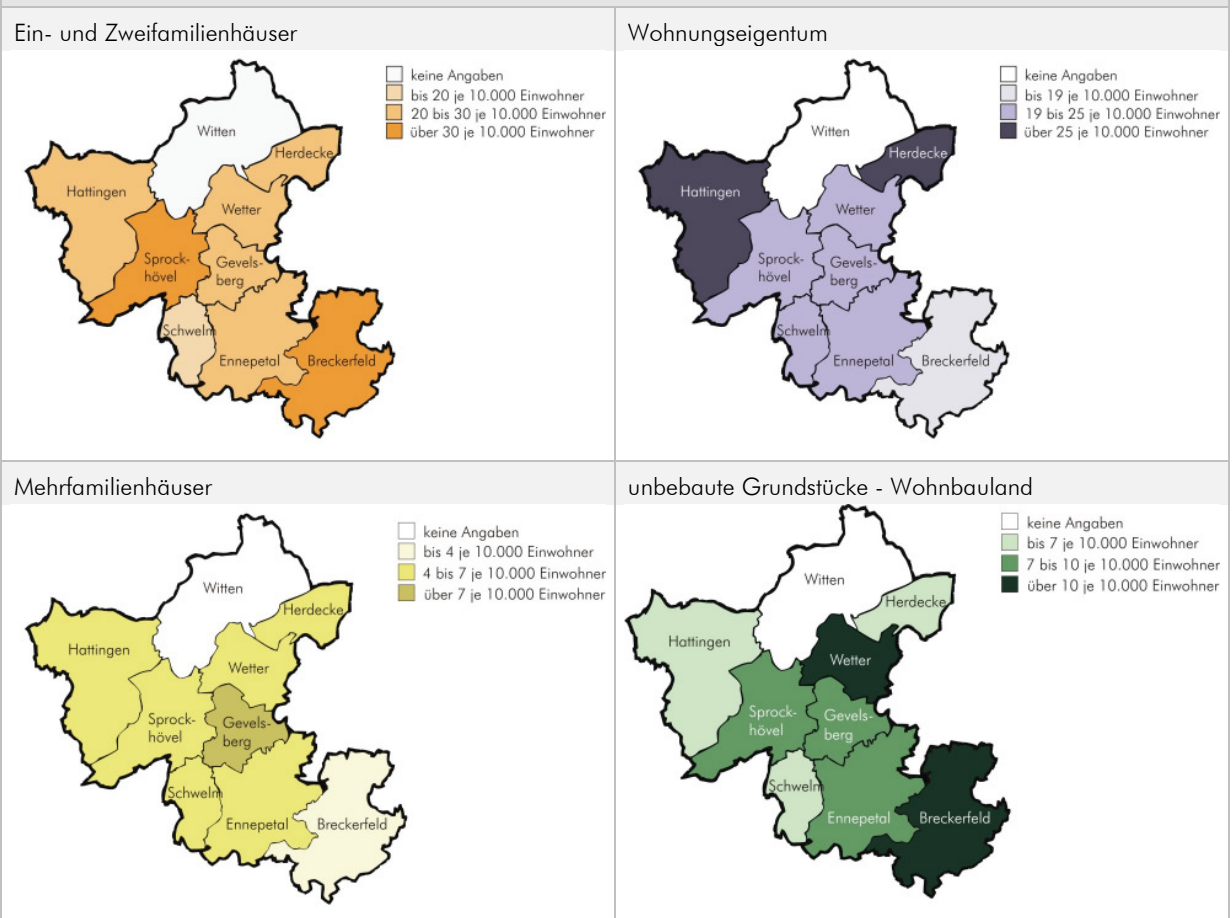 Ein- und Zweifamilienhäuser
keine Angaben
bis 20 je 10.000 Einwohner
20 bis 30 je 10.000 Einwohner
über 30 je 10.000 Einwohner
Witten
Herdecke
Hattingen
Wetter
Sprock-
hövel
Gevels-
berg
Schwelm
Ennepetal
Breckerfeld
Wohnungseigentum
keine Angaben
bis 19 je 10.000 Einwohner
19 bis 25 je 10.000 Einwohner
über 25 je 10.000 Einwohner
Witten
Herdecke
Hattingen
Wetter
Sprock-
hövel
Gevels-
berg
Schwelm
Ennepetal
Breckerfeld
Mehrfamilienhäuser
keine Angaben
bis 4 je 10.000 Einwohner
4 bis 7 je 10.000 Einwohner
über 7 je 10.000 Einwohner
Witten
Herdecke
Hattingen
Wetter
Sprock-
hövel
Gevels-
berg
Schwelm
Ennepetal
Breckerfeld
unbebaute Grundstücke - Wohnbauland
keine Angaben
bis 7 je 10.000 Einwohner
7 bis 10 je 10.000 Einwohner
über 10 je 10.000 Einwohner
Witten
Herdecke
Hattingen
Wetter
Sprock-
hövel
Gevels-
berg
Schwelm
Ennepetal
Breckerfeld